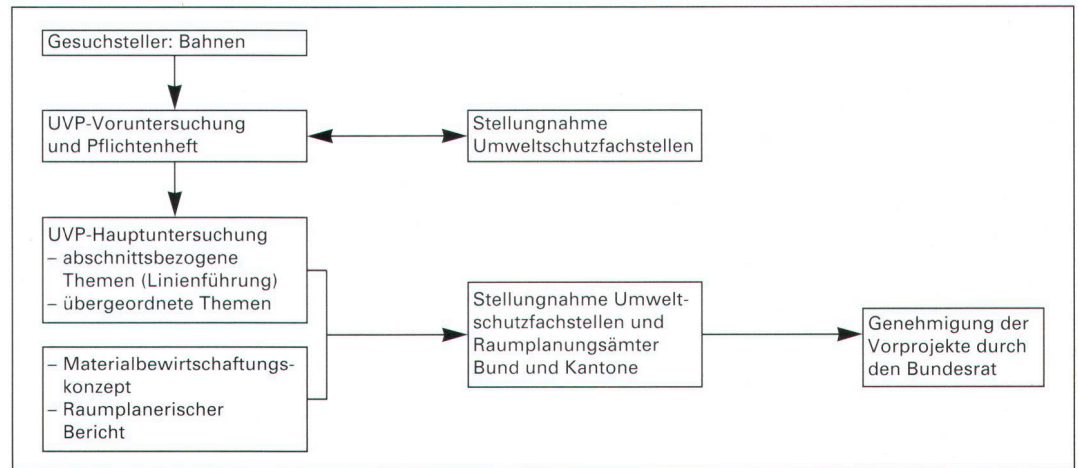 Gesuchsteller: Bahnen
UVP-Voruntersuchung
und Pflichtenheft
Stellungnahme
Umweltschutzfachstellen
UVP-Hauptuntersuchung
– abschnittsbezogene
Themen (Linienführung)
– übergeordnete Themen
– Materialbewirtschaftungs-
konzept
– Raumplanerischer
Bericht
Stellungnahme Umwelt-
schutzfachstellen und
Raumplanungsämter
Bund und Kantone
Genehmigung der
Vorprojekte durch
den Bundesrat